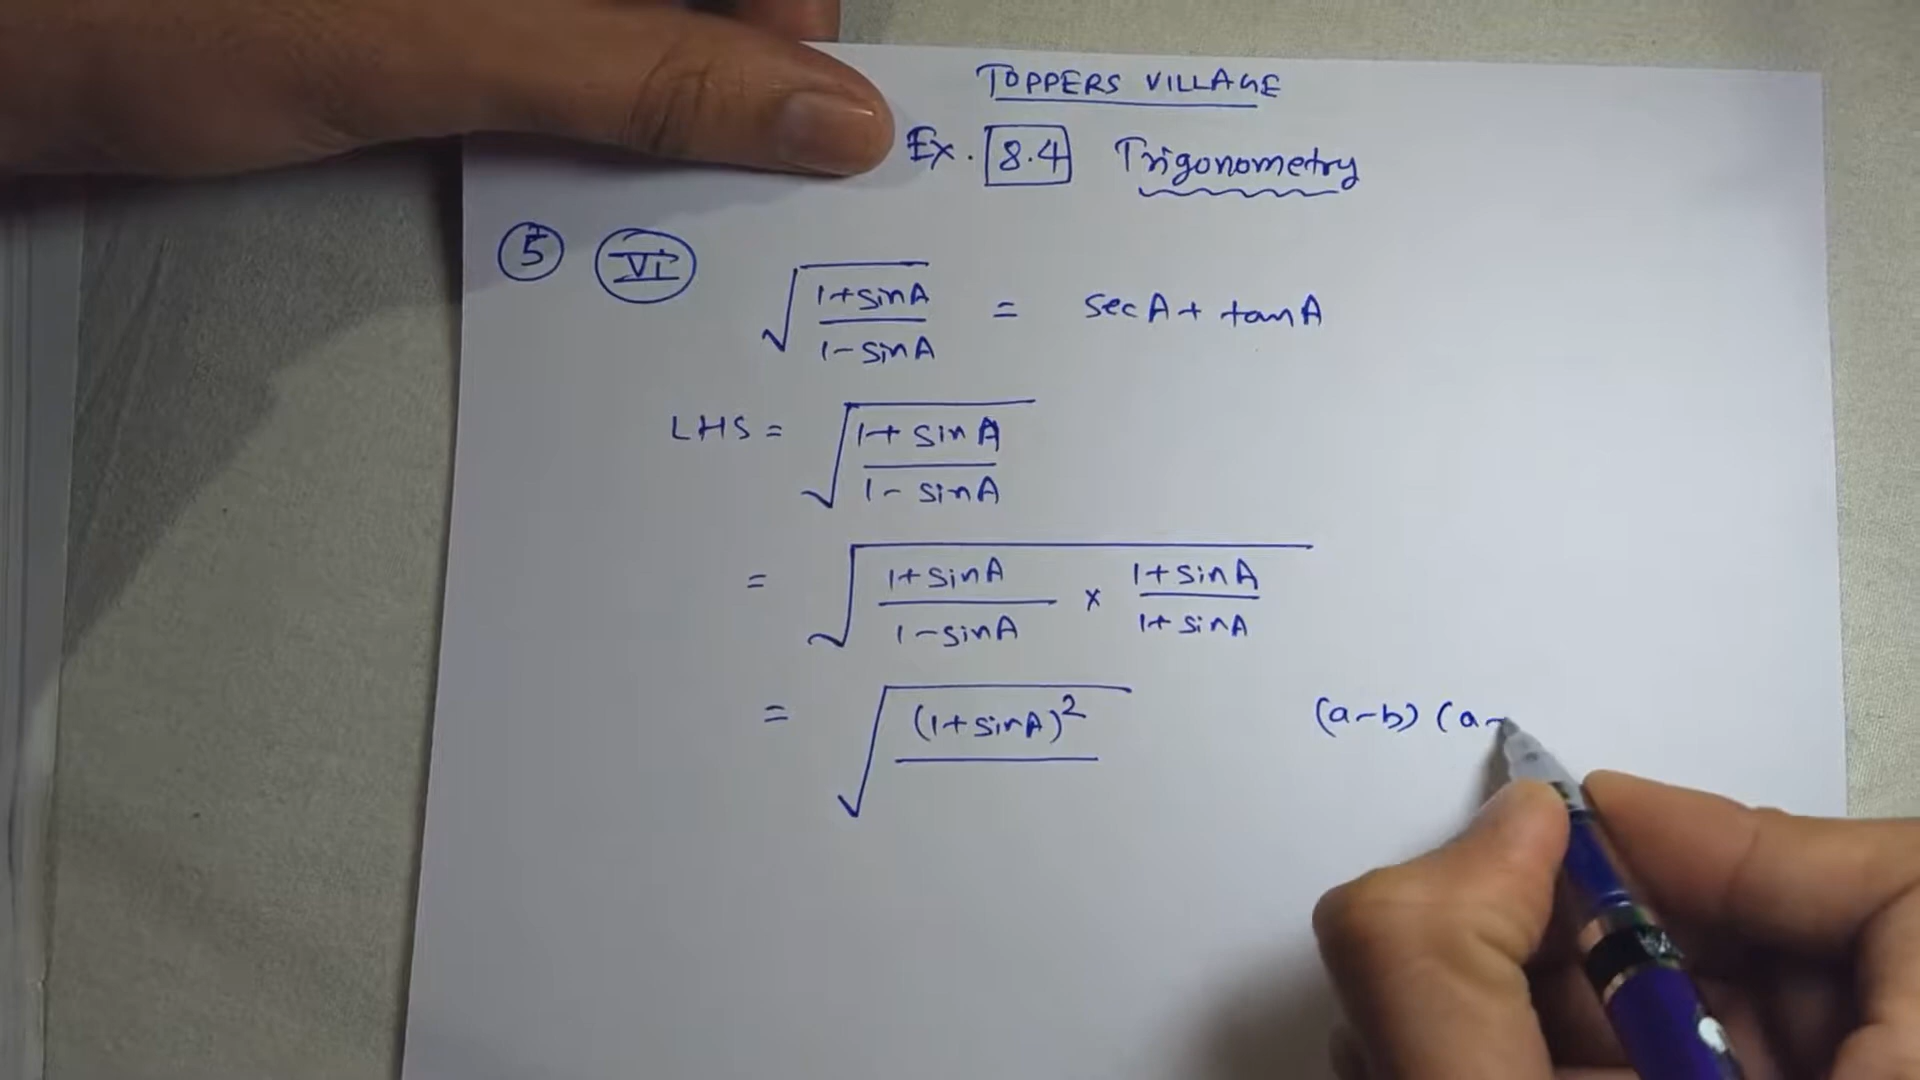 TOPPERS VILLAGE
Ex. 8.4 Trigonometry
5 VI √(1+sinA / 1-sinA) = secA + tanA
LHS = √(1+sinA / 1-sinA)
= √(1+sinA / 1-sinA × 1+sinA / 1+sinA)
= √((1+sinA)² / (a-b) (a-